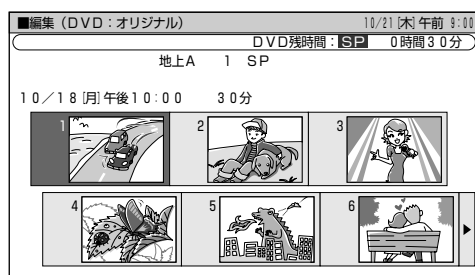 ■編集（DVD：オリジナル） 10/21[木]午前 9:00
DVD残時間：SP 0時間30分
地上A 1 SP
10／18[月]午後10：00 30分
1 2 3
4 5 6